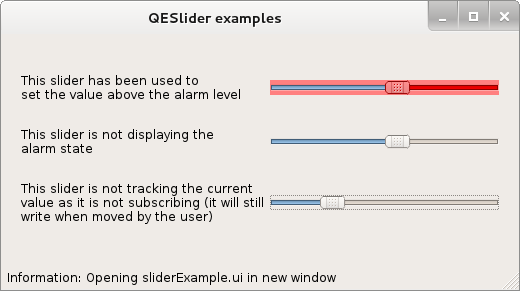 QESlider examples
This slider has been used to
set the value above the alarm level
This slider is not displaying the
alarm state
This slider is not tracking the current
value as it is not subscribing (it will still
write when moved by the user)
Information: Opening sliderExample.ui in new window